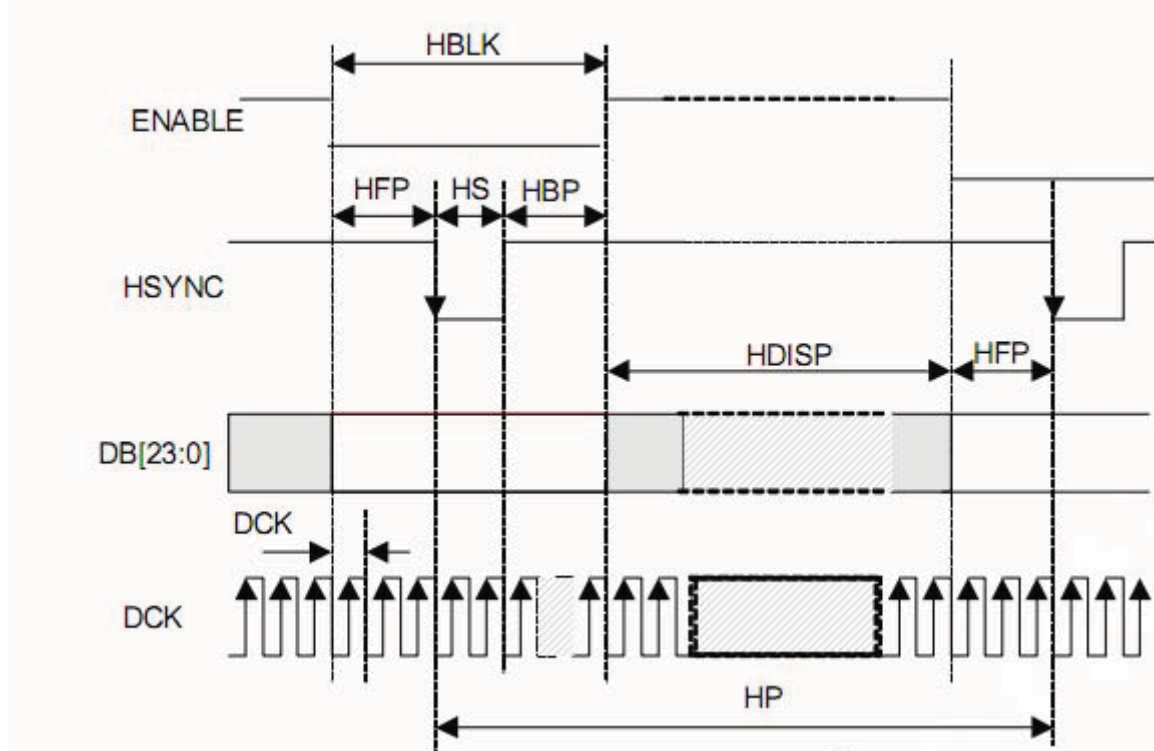 HBLK
ENABLE
HFP HS HBP
HSYNC
HDISP HFP
DB[23:0]
DCK
DCK
HP